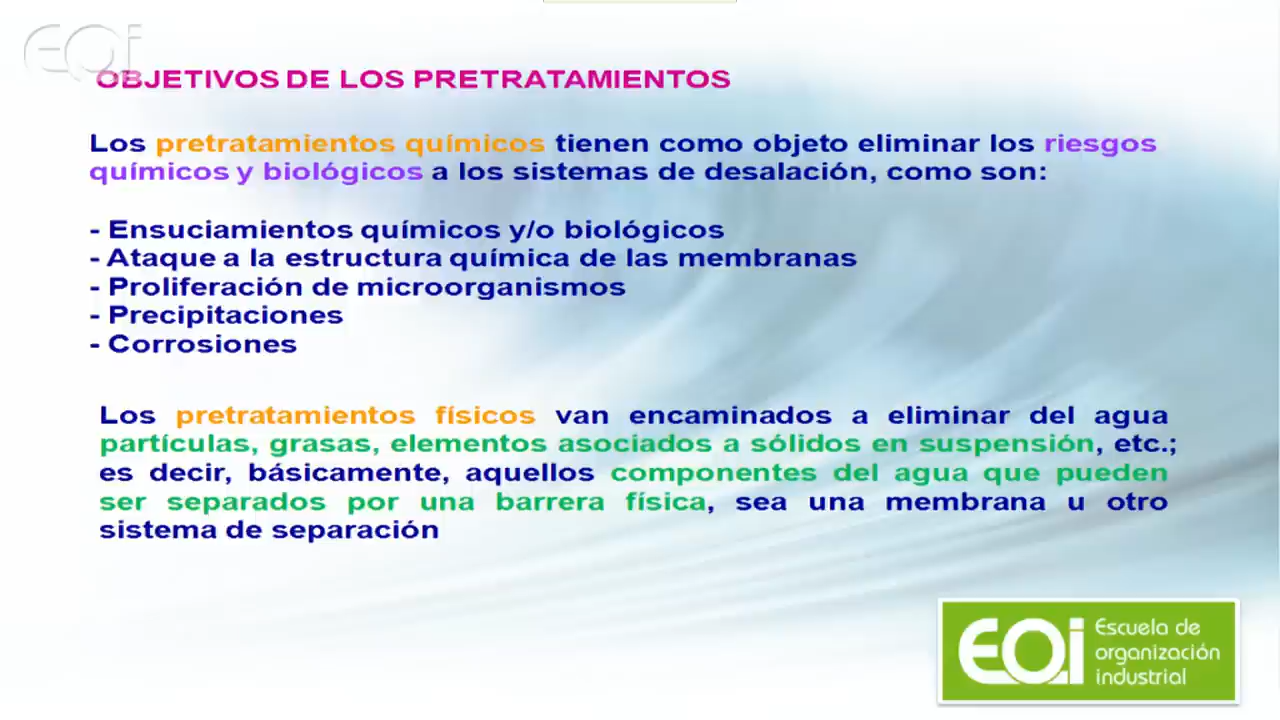 EOi
OBJETIVOS DE LOS PRETRATAMIENTOS
Los pretratamientos químicos tienen como objeto eliminar los riesgos
químicos y biológicos a los sistemas de desalación, como son:
- Ensuciamientos químicos y/o biológicos
- Ataque a la estructura química de las membranas
- Proliferación de microorganismos
- Precipitaciones
- Corrosiones
Los pretratamientos físicos van encaminados a eliminar del agua
partículas, grasas, elementos asociados a sólidos en suspensión, etc.;
es decir, básicamente, aquellos componentes del agua que pueden
ser separados por una barrera física, sea una membrana u otro
sistema de separación
EOi
Escuela de
organización
industrial